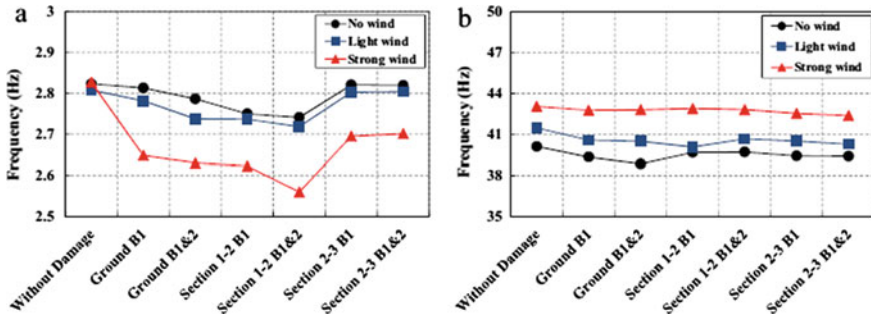 a
3
2.9
2.8
2.7
2.6
2.5
Frequency (Hz)
No wind
Light wind
Strong wind
Without Damage
Ground B1
Ground B1&2
Section 1-2 B1
Section 1-2 B1&2
Section 2-3 B1
Section 2-3 B1&2
b
50
47
44
41
38
35
Frequency (Hz)
No wind
Light wind
Strong wind
Without Damage
Ground B1
Ground B1&2
Section 1-2 B1
Section 1-2 B1&2
Section 2-3 B1
Section 2-3 B1&2